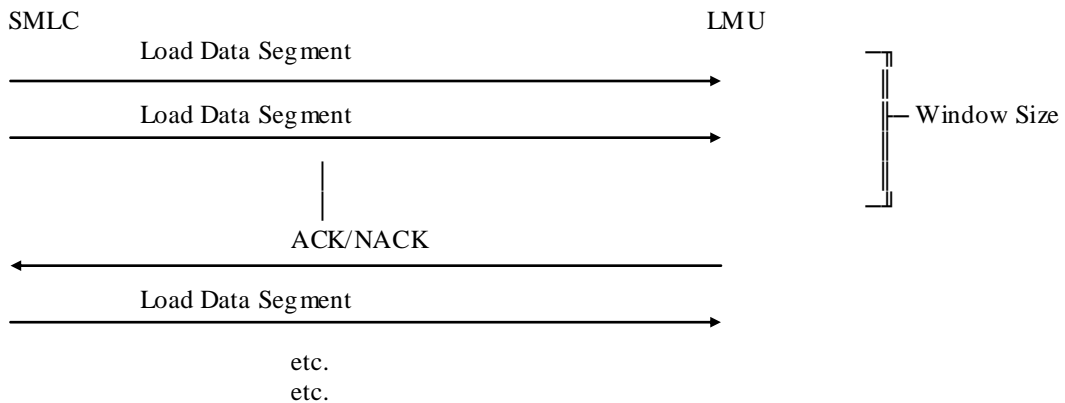 SMLC LMU
Load Data Segment
Load Data Segment
Window Size
ACK/NACK
Load Data Segment
etc.
etc.